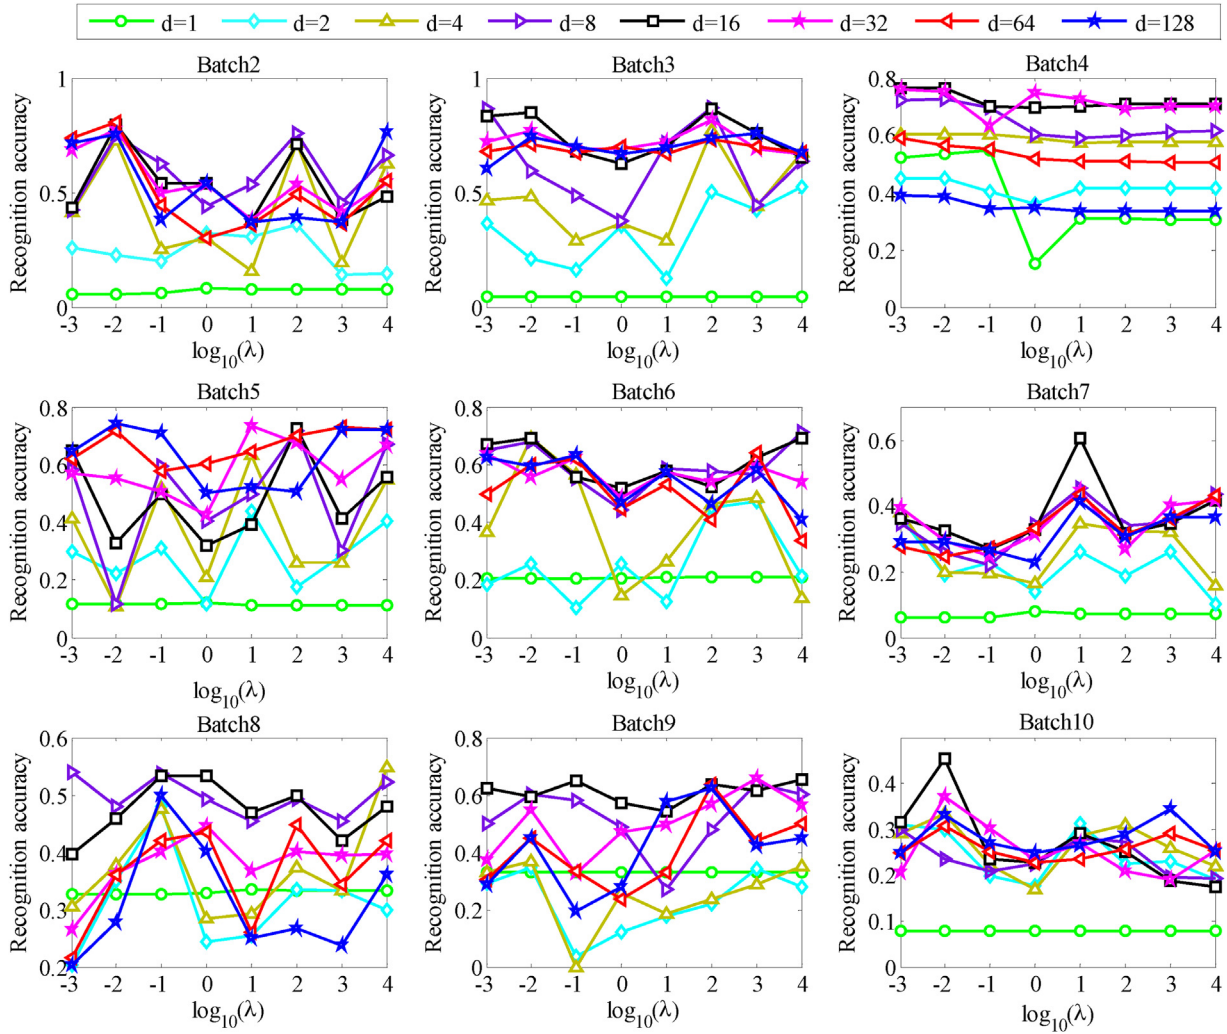 d=1 d=2 d=4 d=8 d=16 d=32 d=64 d=128
Batch2
Recognition accuracy
1
0.5
0
-3 -2 -1 0 1 2 3 4
log10(λ)
Batch3
Recognition accuracy
1
0.5
0
-3 -2 -1 0 1 2 3 4
log10(λ)
Batch4
Recognition accuracy
0.8
0.6
0.4
0.2
0
-3 -2 -1 0 1 2 3 4
log10(λ)
Batch5
Recognition accuracy
0.8
0.6
0.4
0.2
0
-3 -2 -1 0 1 2 3 4
log10(λ)
Batch6
Recognition accuracy
0.8
0.6
0.4
0.2
0
-3 -2 -1 0 1 2 3 4
log10(λ)
Batch7
Recognition accuracy
0.6
0.4
0.2
0
-3 -2 -1 0 1 2 3 4
log10(λ)
Batch8
Recognition accuracy
0.6
0.5
0.4
0.3
0.2
-3 -2 -1 0 1 2 3 4
log10(λ)
Batch9
Recognition accuracy
0.8
0.6
0.4
0.2
0
-3 -2 -1 0 1 2 3 4
log10(λ)
Batch10
Recognition accuracy
0.4
0.3
0.2
0.1
0
-3 -2 -1 0 1 2 3 4
log10(λ)